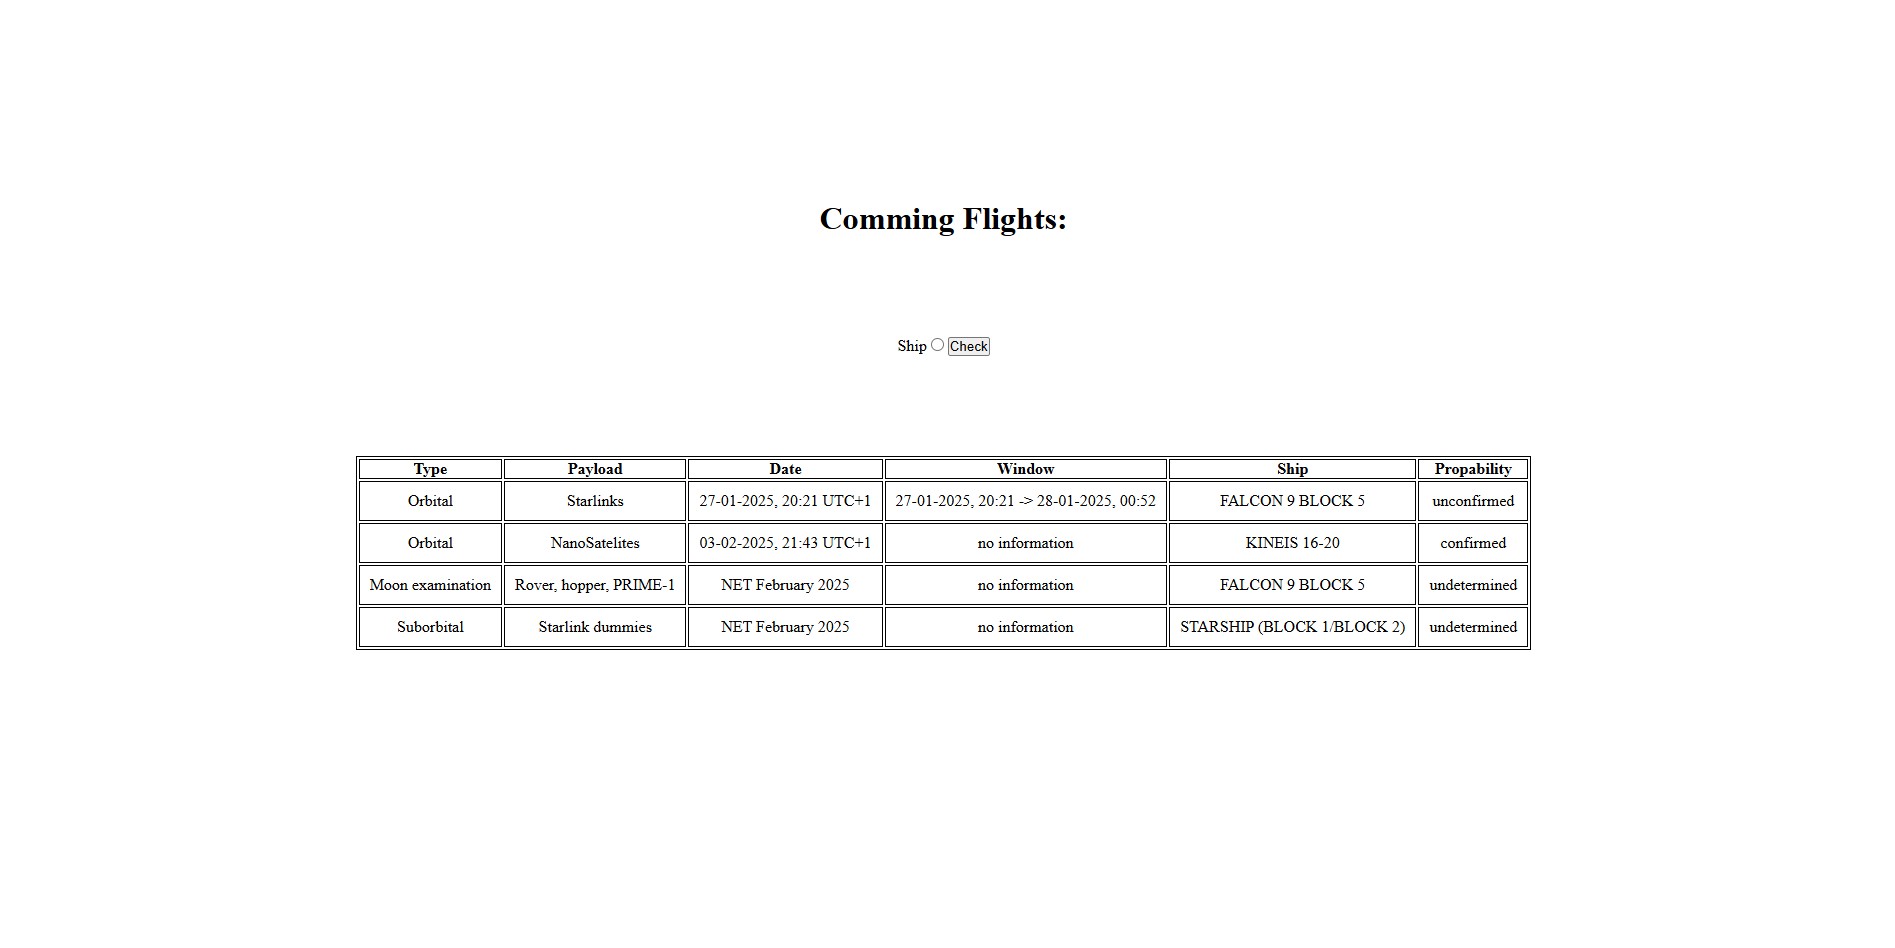 Comming Flights:
Ship Check
Type Payload Date Window Ship Propability
Orbital Starlinks 27-01-2025, 20:21 UTC+1 27-01-2025, 20:21 -> 28-01-2025, 00:52 FALCON 9 BLOCK 5 unconfirmed
Orbital NanoSatelites 03-02-2025, 21:43 UTC+1 no information KINEIS 16-20 confirmed
Moon examination Rover, hopper, PRIME-1 NET February 2025 no information FALCON 9 BLOCK 5 undetermined
Suborbital Starlink dummies NET February 2025 no information STARSHIP (BLOCK 1/BLOCK 2) undetermined